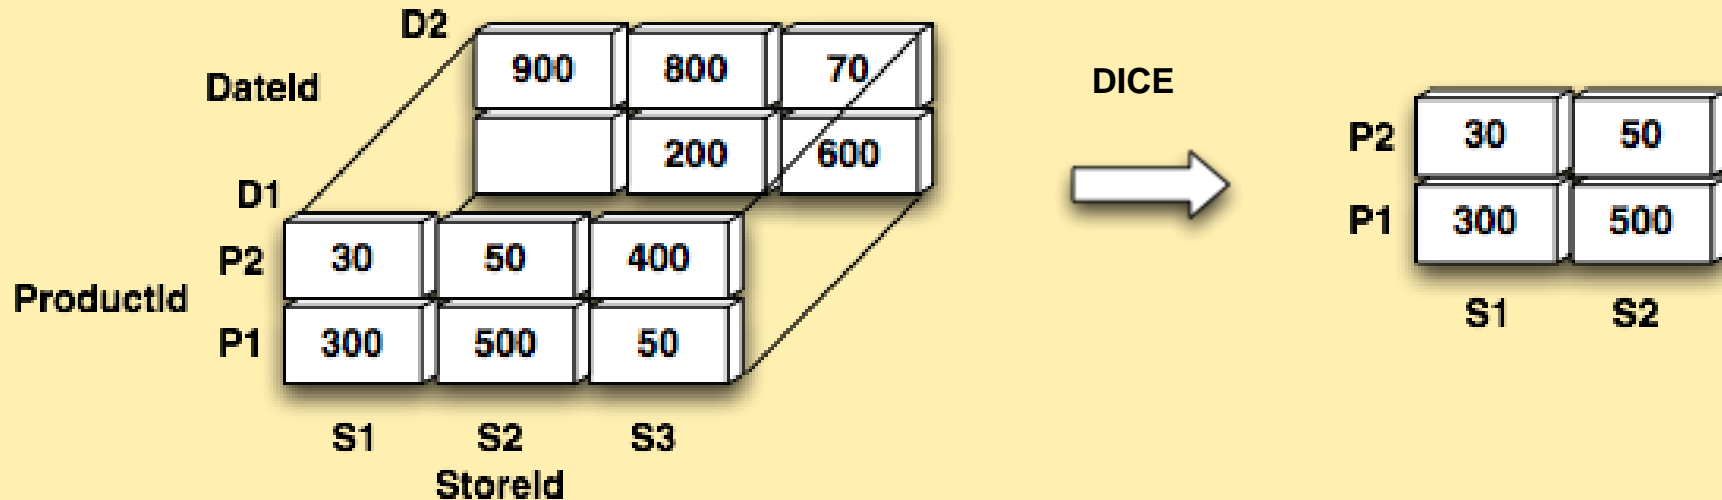 D2
900 800 70
DateId
200 600
D1
P2 30 50 400
ProductId
P1 300 500 50
S1 S2 S3
StoreId
DICE
P2 30 50
P1 300 500
S1 S2